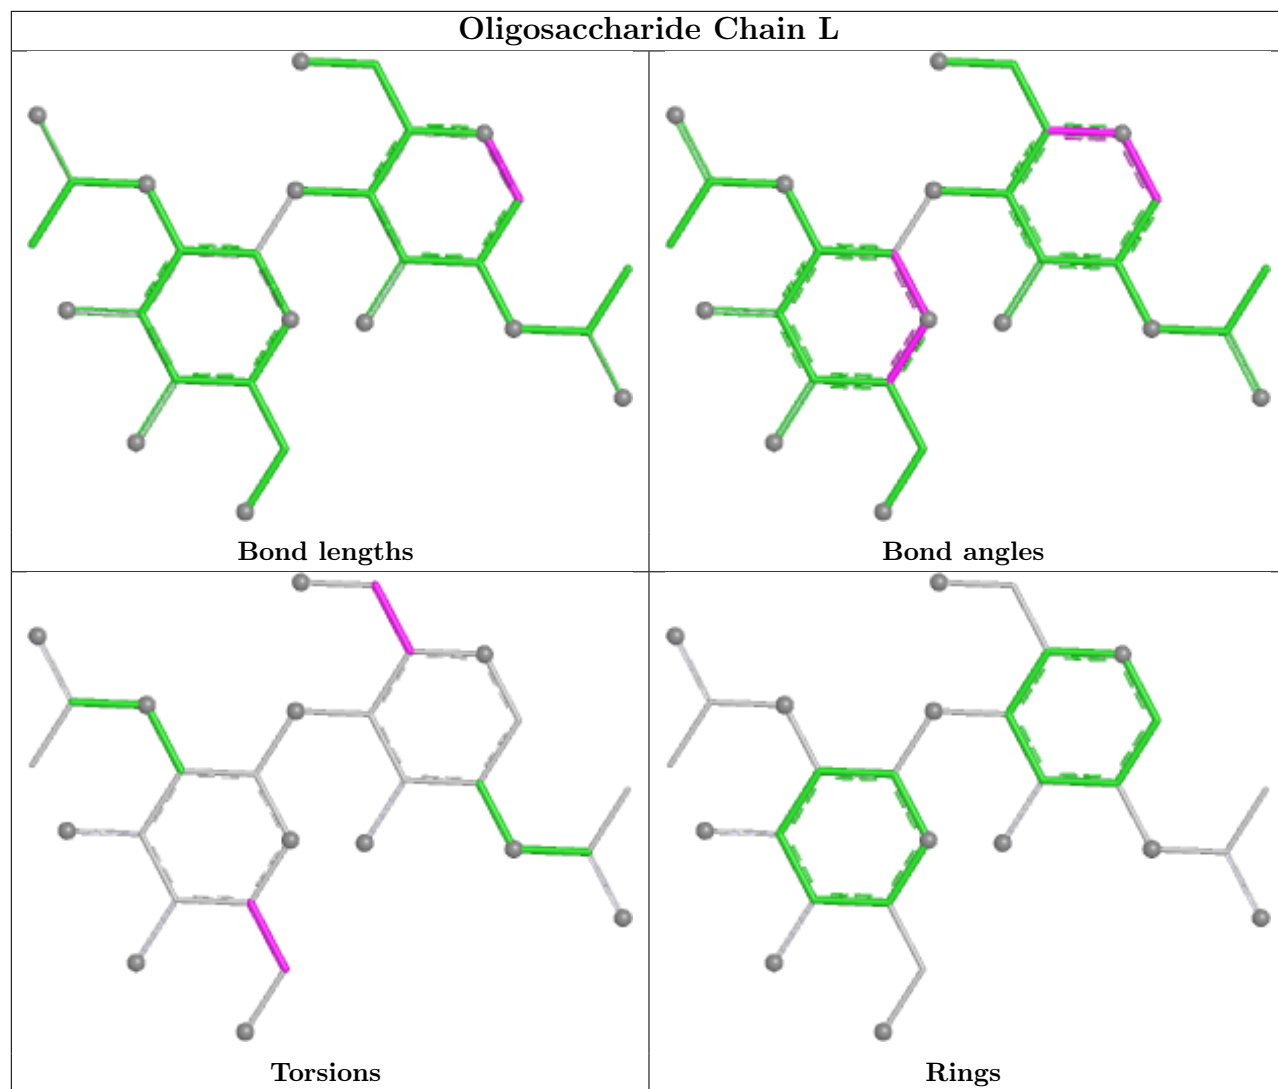 Oligosaccharide Chain L
Bond lengths
Bond angles
Torsions
Rings